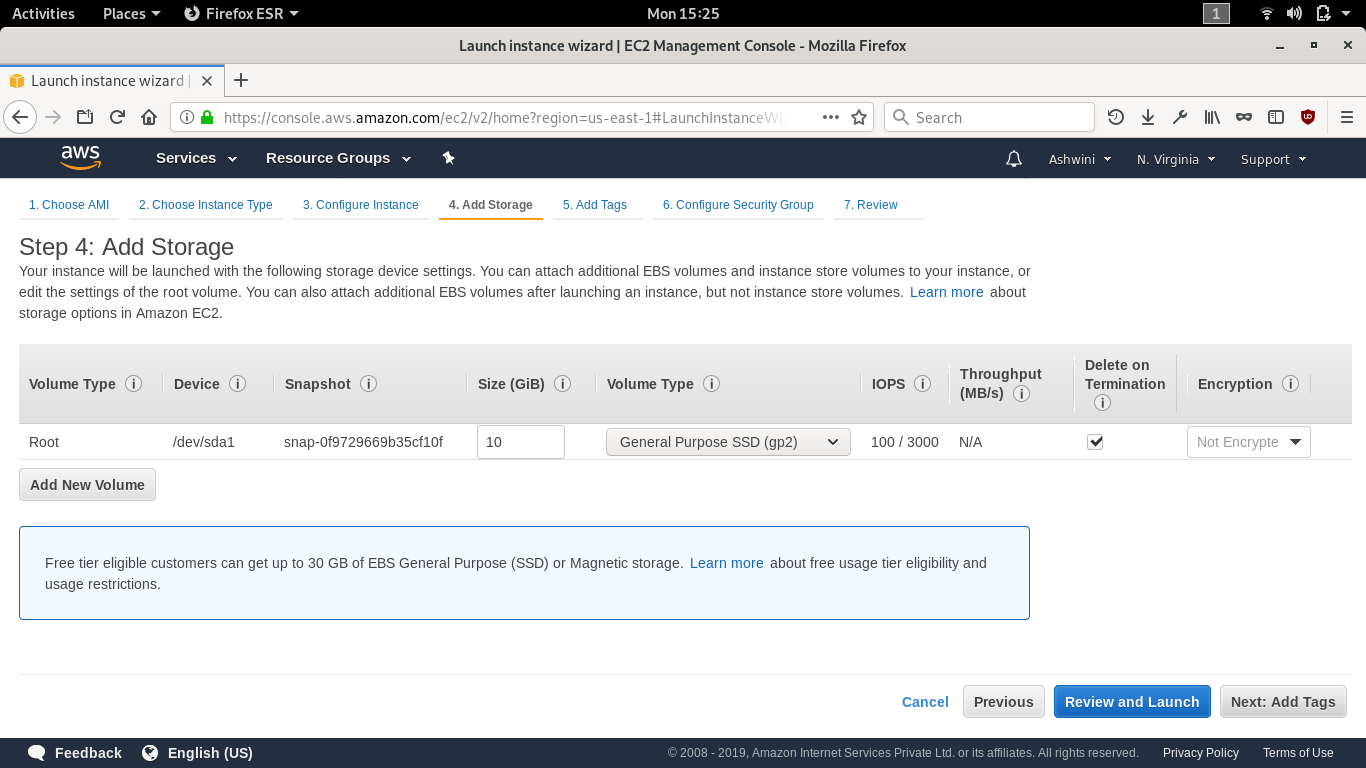 Activities Places Firefox ESR Mon 15:25 1
Launch instance wizard | EC2 Management Console - Mozilla Firefox
Launch instance wizard |
https://console.aws.amazon.com/ec2/v2/home?region=us-east-1#LaunchInstanceWi Search
aws Services Resource Groups Ashwini N. Virginia Support
1. Choose AMI 2. Choose Instance Type 3. Configure Instance 4. Add Storage 5. Add Tags 6. Configure Security Group 7. Review
Step 4: Add Storage
Your instance will be launched with the following storage device settings. You can attach additional EBS volumes and instance store volumes to your instance, or
edit the settings of the root volume. You can also attach additional EBS volumes after launching an instance, but not instance store volumes. Learn more about
storage options in Amazon EC2.
Volume Type Device Snapshot Size (GiB) Volume Type IOPS Throughput (MB/s) Delete on Termination Encryption
Root /dev/sda1 snap-0f9729669b35cf10f 10 General Purpose SSD (gp2) 100 / 3000 N/A Not Encrypte
Add New Volume
Free tier eligible customers can get up to 30 GB of EBS General Purpose (SSD) or Magnetic storage. Learn more about free usage tier eligibility and
usage restrictions.
Cancel Previous Review and Launch Next: Add Tags
Feedback English (US) © 2008 - 2019, Amazon Internet Services Private Ltd. or its affiliates. All rights reserved. Privacy Policy Terms of Use